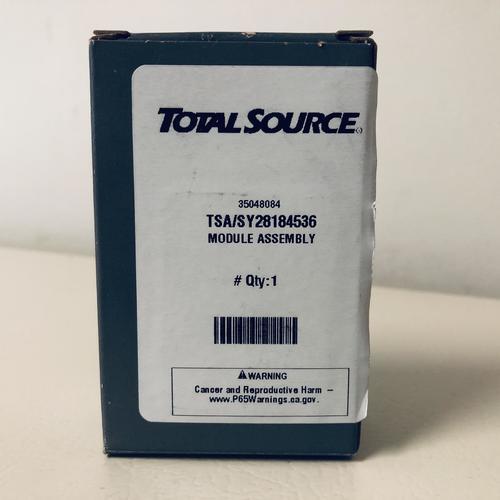 TOTALSOURCE®
35048084
TSA/SY28184536
MODULE ASSEMBLY
# Qty:1
⚠WARNING
Cancer and Reproductive Harm –
www.P65Warnings.ca.gov.